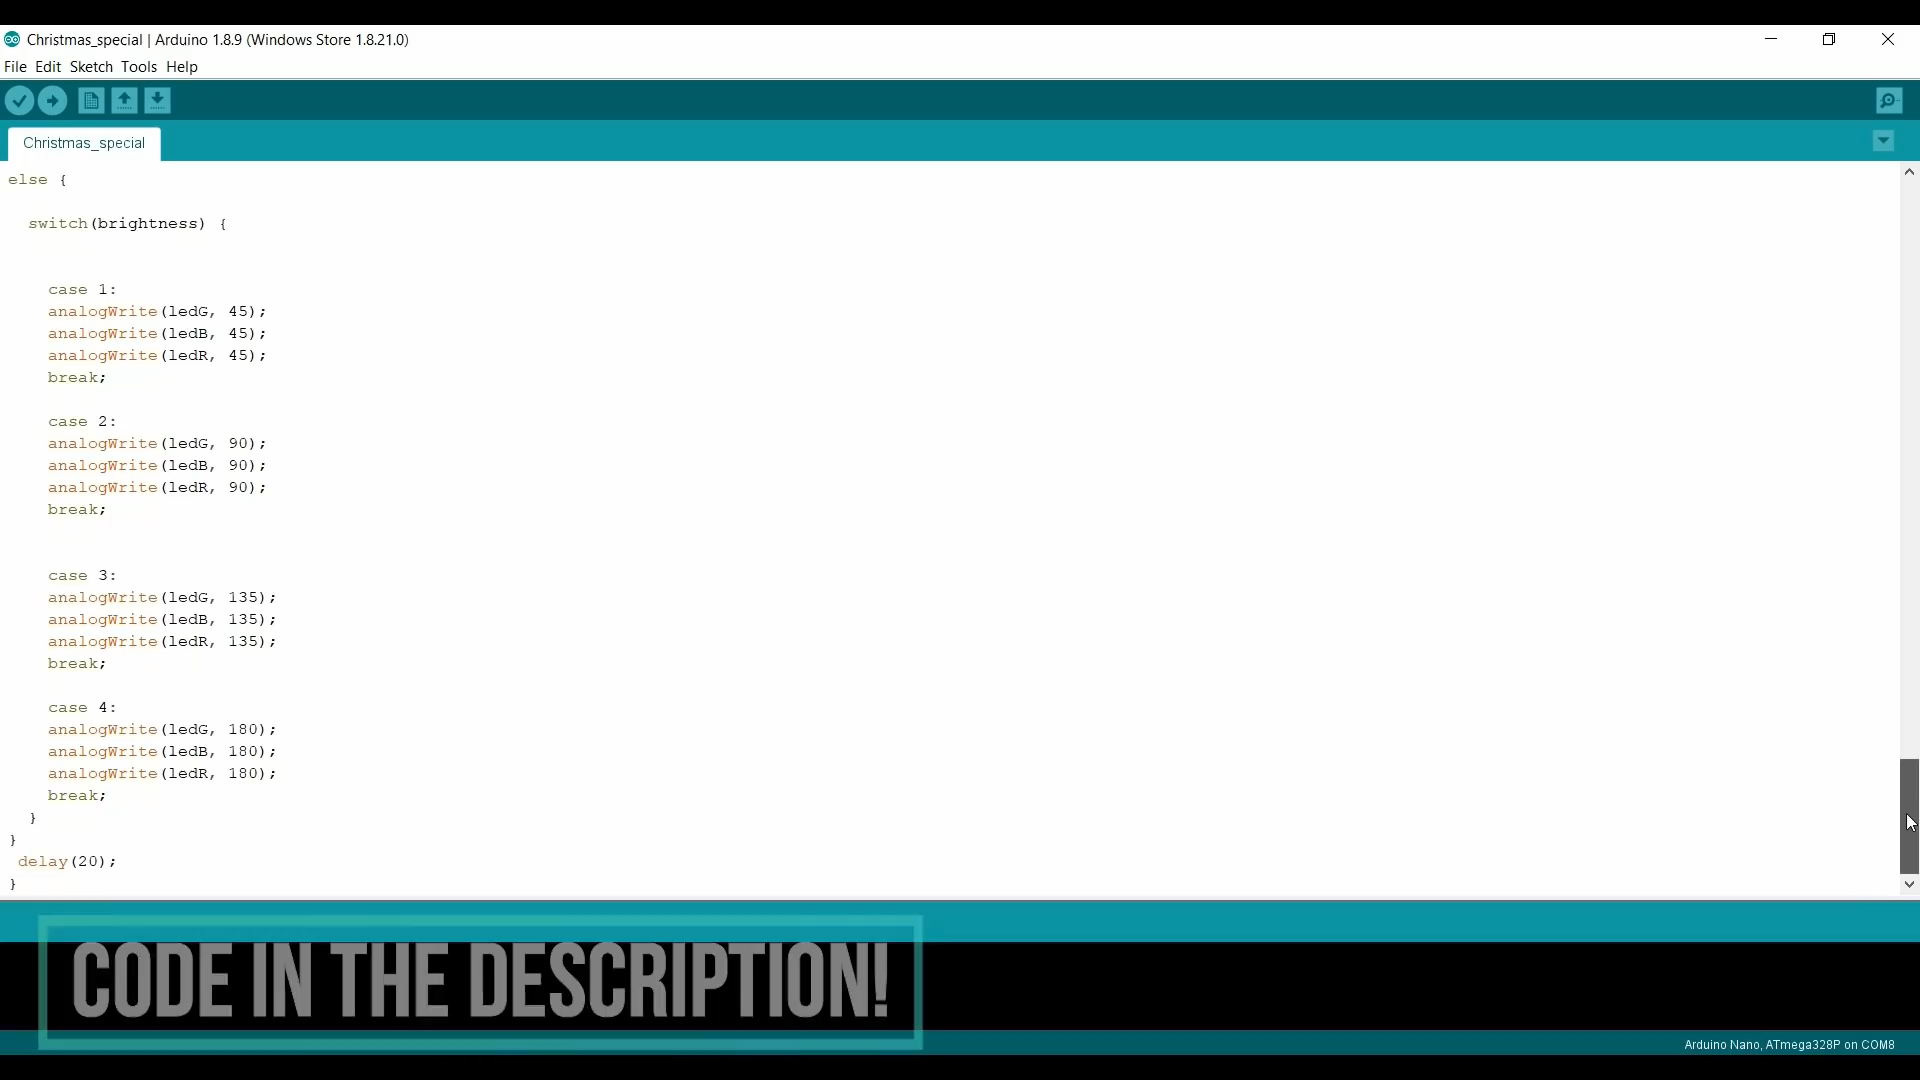 Christmas_special | Arduino 1.8.9 (Windows Store 1.8.21.0)
File Edit Sketch Tools Help
Christmas_special
else {
switch(brightness) {
case 1:
analogWrite(ledG, 45);
analogWrite(ledB, 45);
analogWrite(ledR, 45);
break;
case 2:
analogWrite(ledG, 90);
analogWrite(ledB, 90);
analogWrite(ledR, 90);
break;
case 3:
analogWrite(ledG, 135);
analogWrite(ledB, 135);
analogWrite(ledR, 135);
break;
case 4:
analogWrite(ledG, 180);
analogWrite(ledB, 180);
analogWrite(ledR, 180);
break;
}
}
delay(20);
}
CODE IN THE DESCRIPTION!
Arduino Nano, ATmega328P on COM8